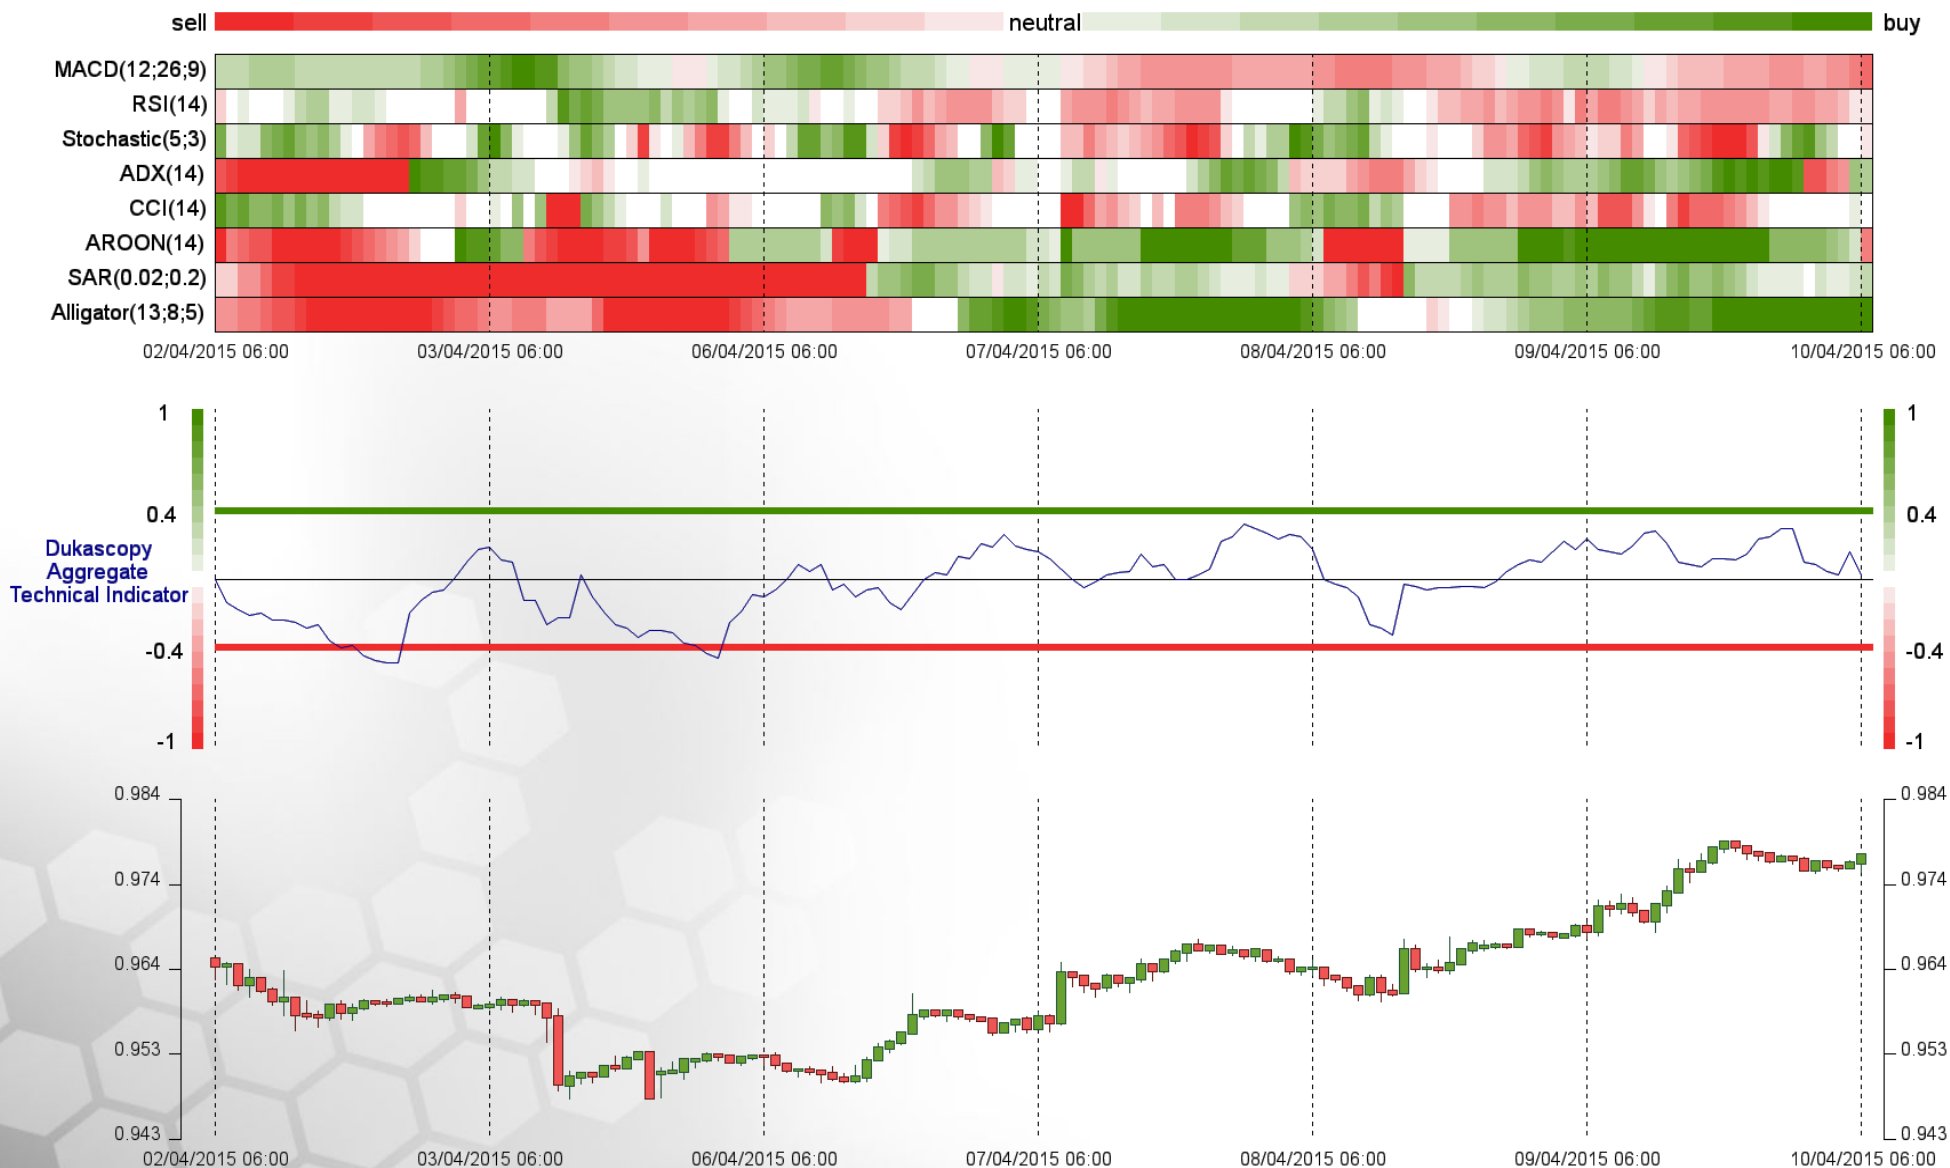 sell neutral buy
MACD(12;26;9)
RSI(14)
Stochastic(5;3)
ADX(14)
CCI(14)
AROON(14)
SAR(0.02;0.2)
Alligator(13;8;5)
02/04/2015 06:00 03/04/2015 06:00 06/04/2015 06:00 07/04/2015 06:00 08/04/2015 06:00 09/04/2015 06:00 10/04/2015 06:00
1 1
0.4 0.4
Dukascopy
Aggregate
Technical Indicator
-0.4 -0.4
-1 -1
0.984 0.984
0.974 0.974
0.964 0.964
0.953 0.953
0.943 0.943
02/04/2015 06:00 03/04/2015 06:00 06/04/2015 06:00 07/04/2015 06:00 08/04/2015 06:00 09/04/2015 06:00 10/04/2015 06:00